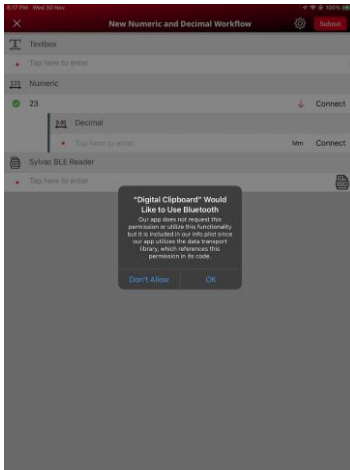 8:17 PM Wed 30 Nov
100%
New Numeric and Decimal Workflow
Submit
Textbox
Tap here to enter
123
Numeric
23
Connect
0.00
Decimal
Tap here to enter
Mm
Connect
Sylvac BLE Reader
Tap here to enter
"Digital Clipboard" Would
Like to Use Bluetooth
Our app does not request this
permission or utilize this functionality
but it is included in our info.plist since
our app utilizes the data transport
library, which references this
permission in its code.
Don't Allow
OK